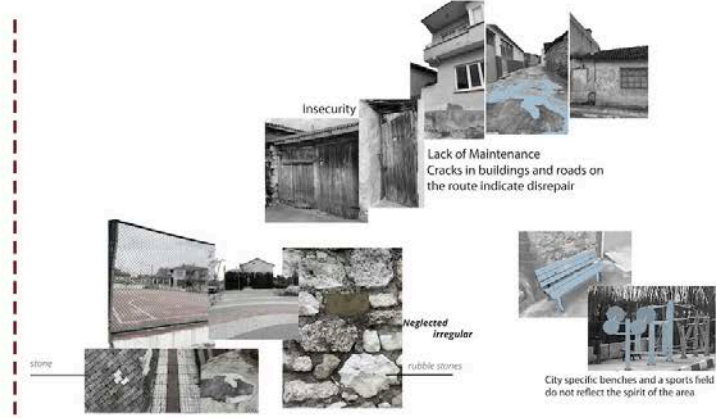 Insecurity
Lack of Maintenance
Cracks in buildings and roads on
the route indicate disrepair
Neglected
irregular
stone
rubble stones
City specific benches and a sports field
do not reflect the spirit of the area